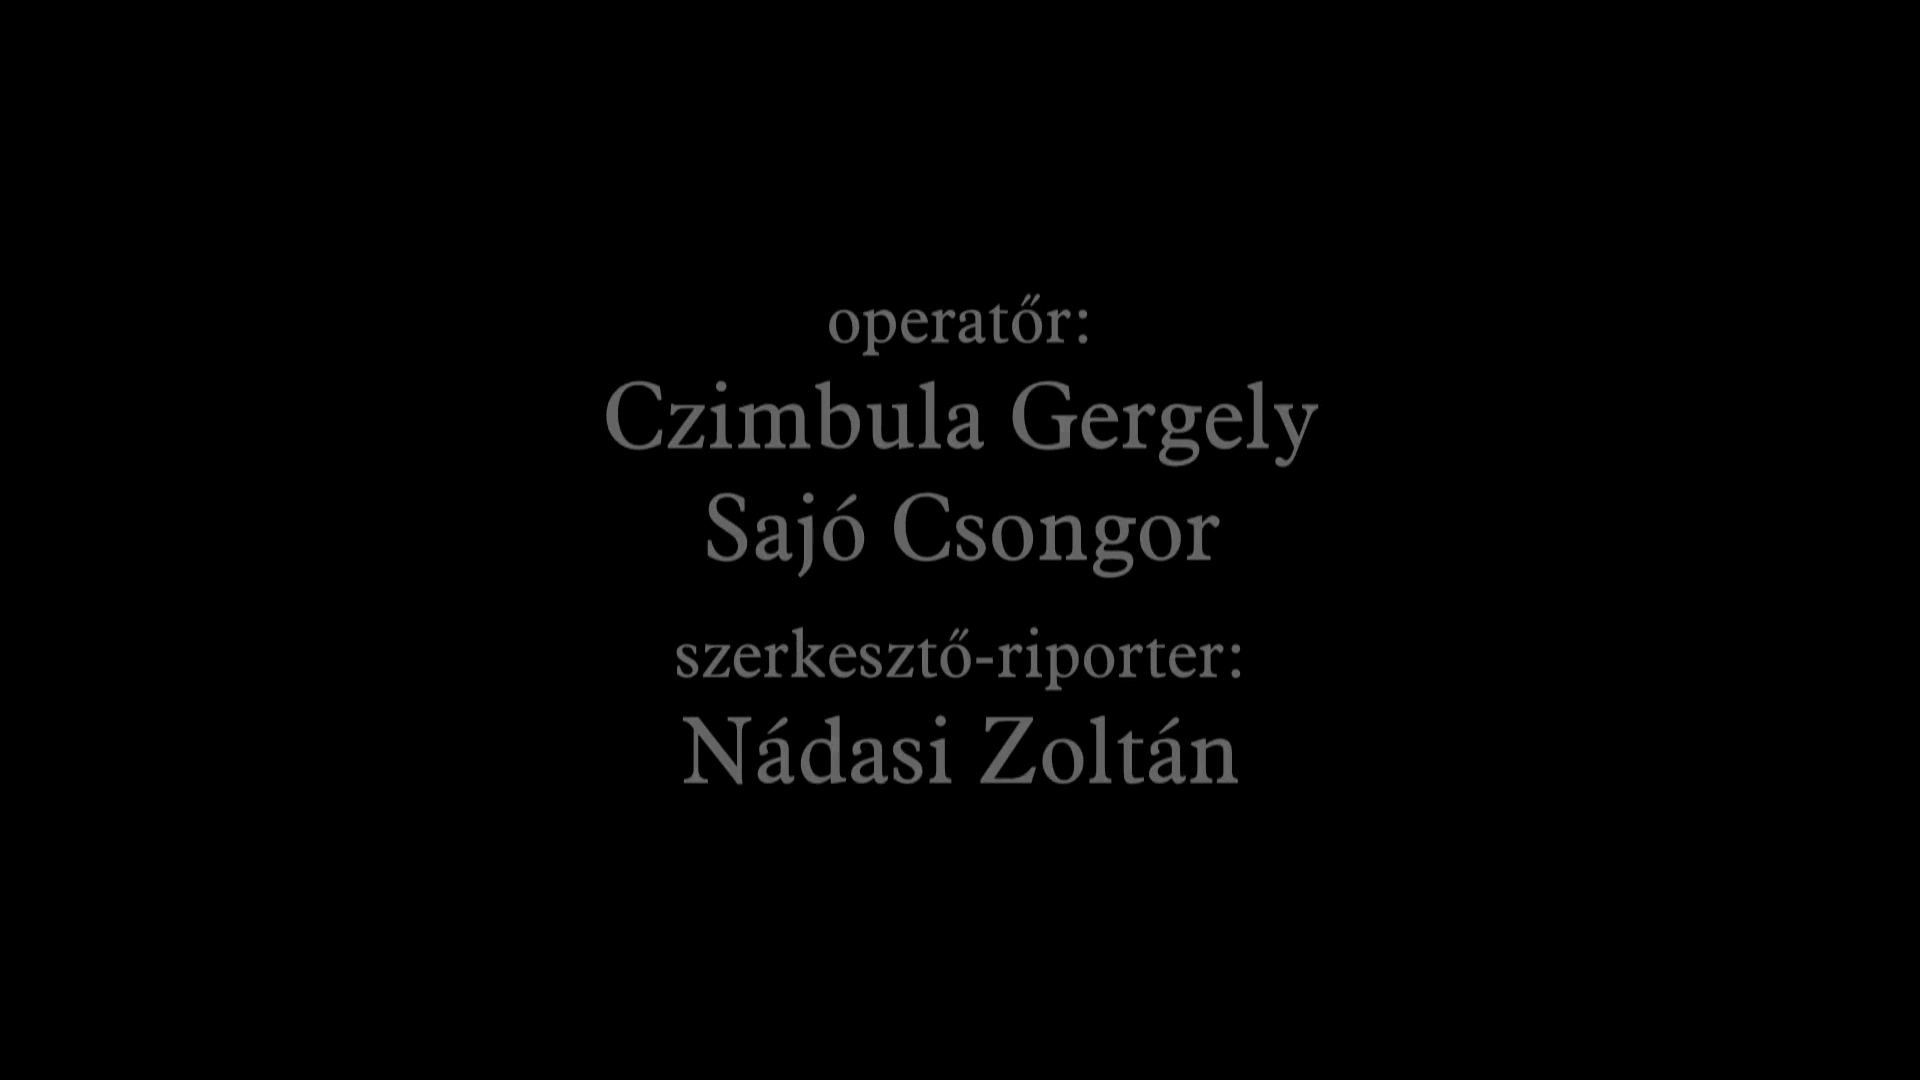 operatőr:
Czimbula Gergely
Sajó Csongor
szerkesztő-riporter:
Nádasi Zoltán